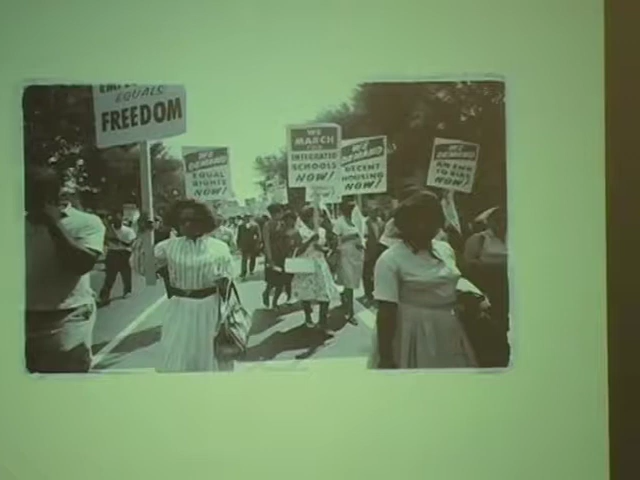 EQUALS
FREEDOM
WE DEMAND
EQUAL
RIGHTS
NOW!
WE
MARCH
FOR
INTEGRATED
SCHOOLS
NOW!
WE DEMAND
DECENT
HOUSING
NOW!
WE DEMAND
AN END
TO BIAS
NOW!